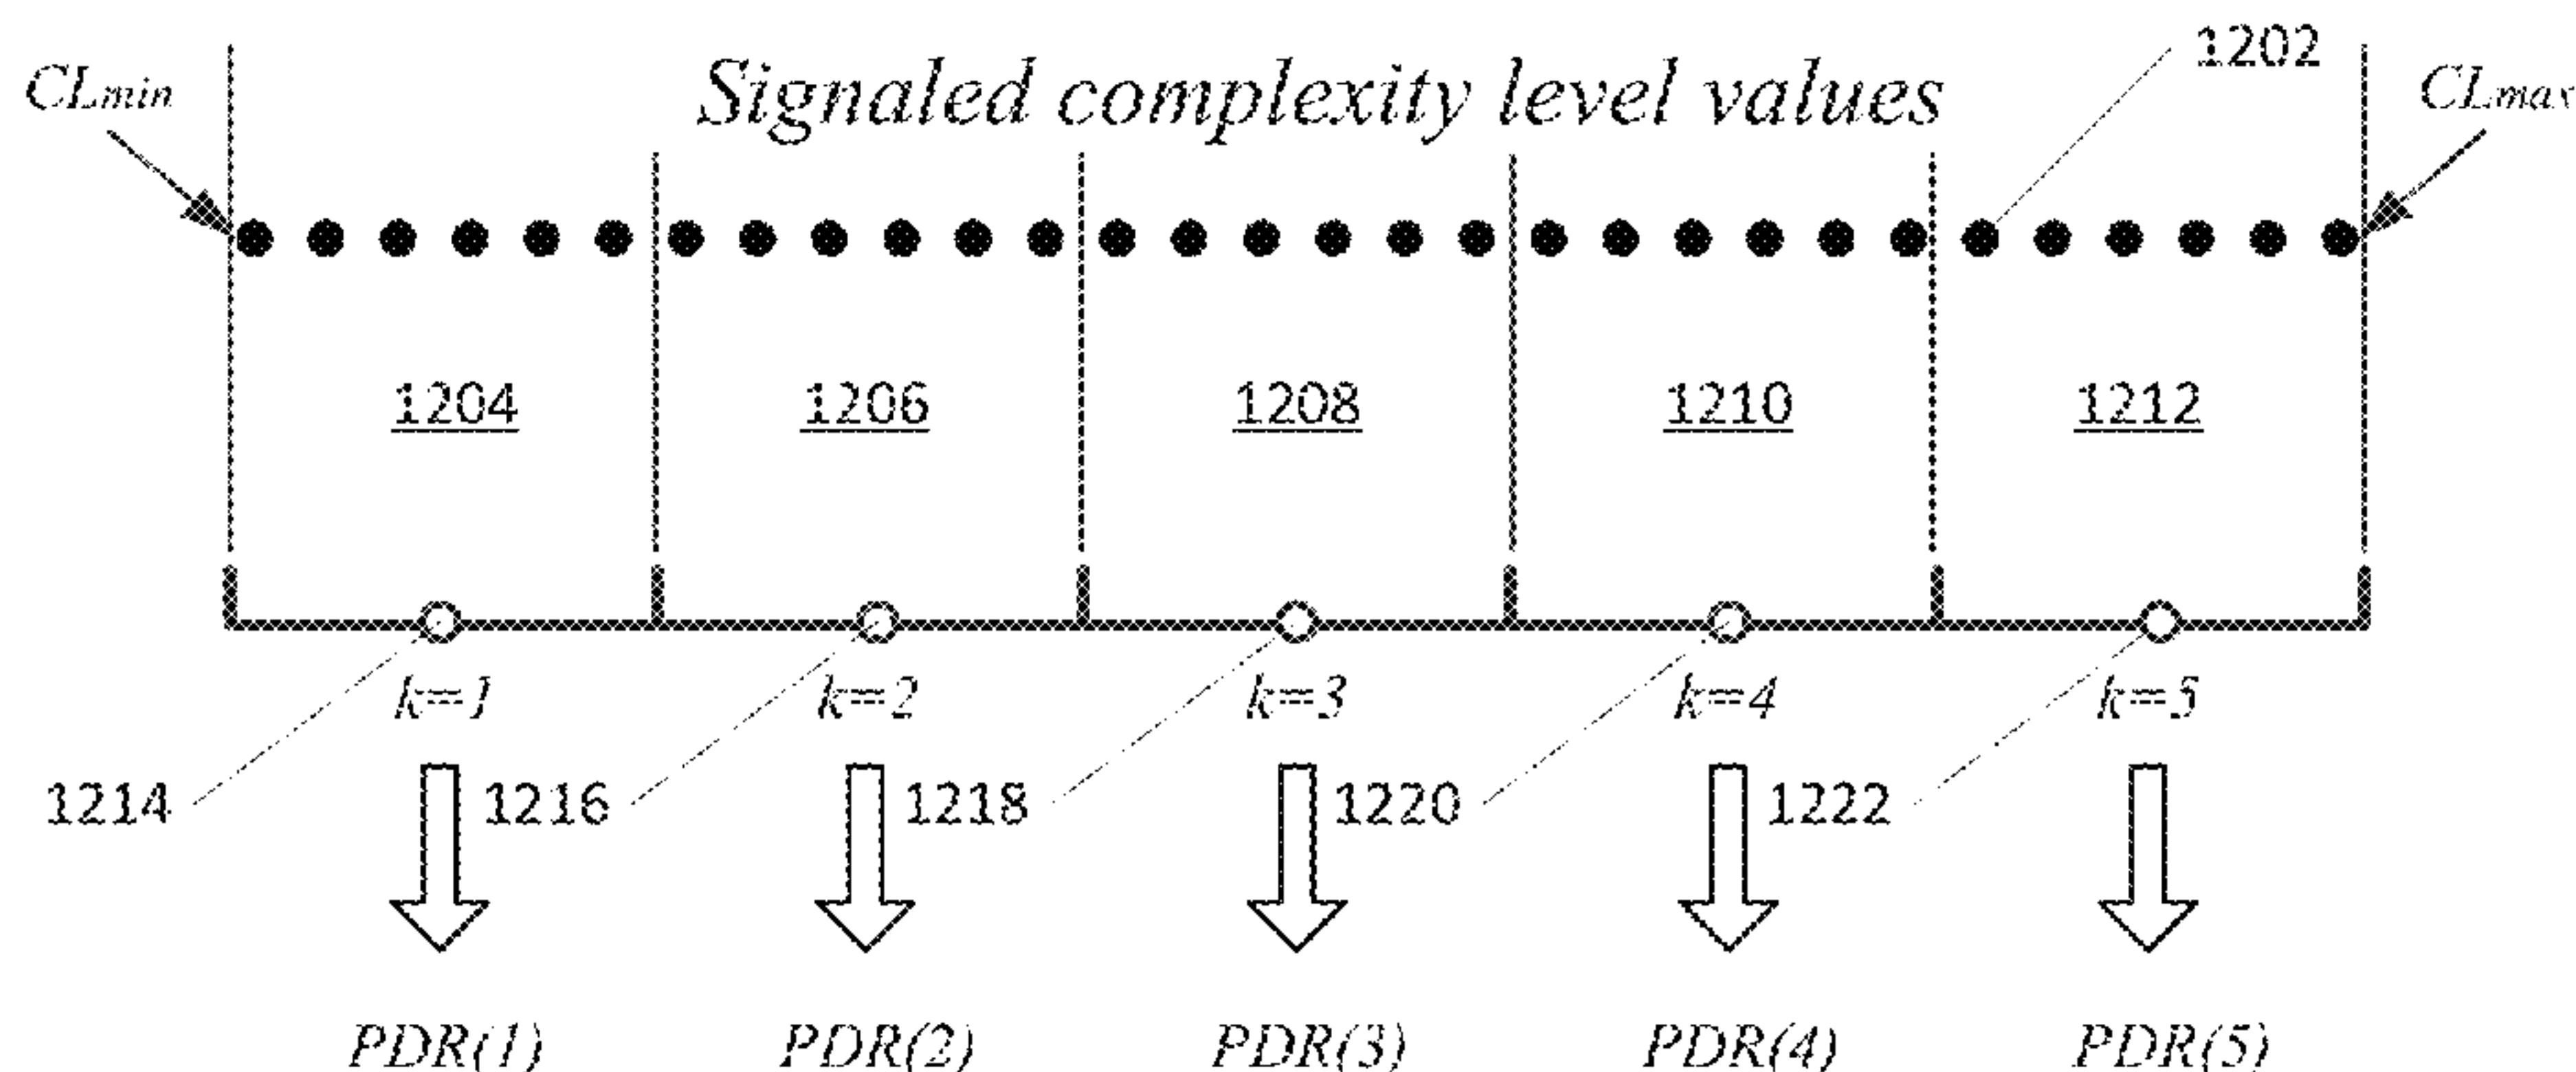 1202
CLmin Signaled complexity level values CLmax
1204 1206 1208 1210 1212
k=1 k=2 k=3 k=4 k=5
1214 1216 1218 1220 1222
PDR(1) PDR(2) PDR(3) PDR(4) PDR(5)